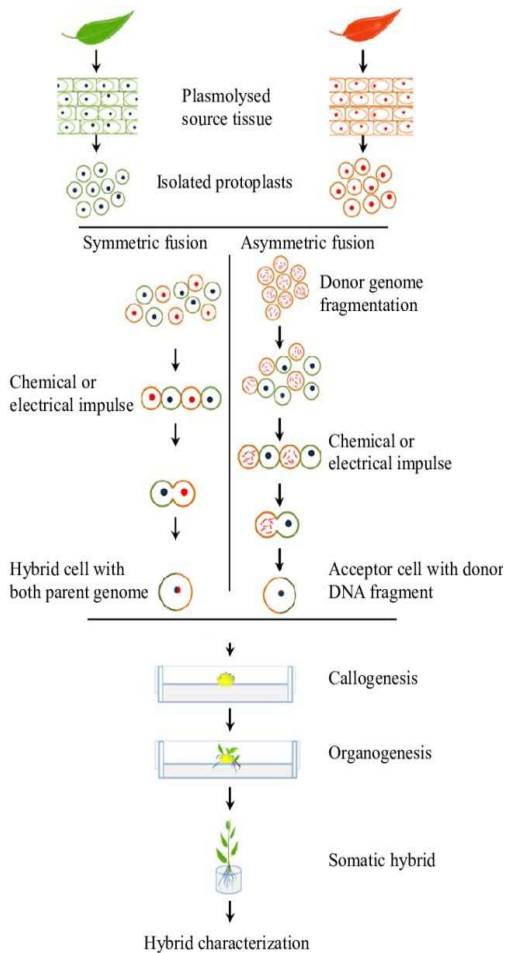 Plasmolysed
source tissue
Isolated protoplasts
Symmetric fusion
Asymmetric fusion
Donor genome
fragmentation
Chemical or
electrical impulse
Chemical or
electrical impulse
Hybrid cell with
both parent genome
Acceptor cell with donor
DNA fragment
Callogenesis
Organogenesis
Somatic hybrid
Hybrid characterization